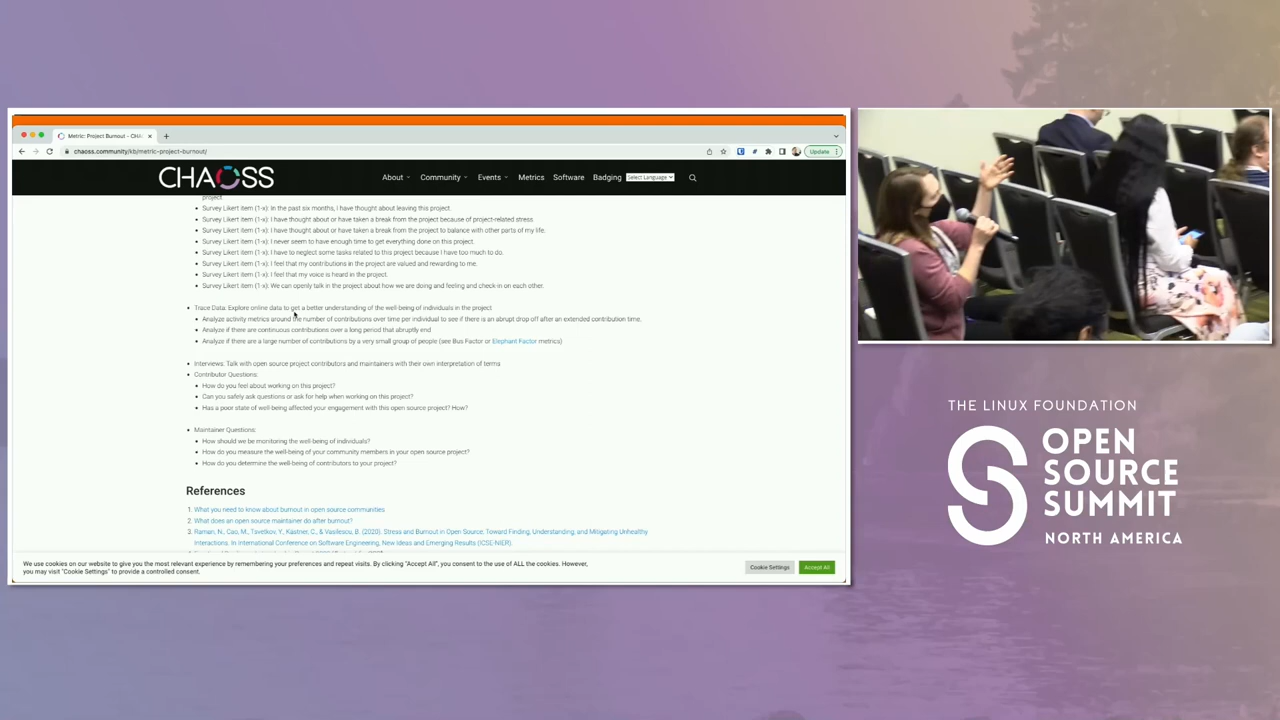 Metric: Project Burnout - CHA
chaoss.community/kb/metric-project-burnout/
Update
CHAOSS
About Community Events Metrics Software Badging Select Language
project
Survey Likert item (1-x): In the past six months, I have thought about leaving this project.
Survey Likert item (1-x): I have thought about or have taken a break from the project because of project-related stress.
Survey Likert item (1-x): I have thought about or have taken a break from the project to balance with other parts of my life.
Survey Likert item (1-x): I never seem to have enough time to get everything done on this project.
Survey Likert item (1-x): I have to neglect some tasks related to this project because I have too much to do.
Survey Likert item (1-x): I feel that my contributions in the project are valued and rewarding to me.
Survey Likert item (1-x): I feel that my voice is heard in the project.
Survey Likert item (1-x): We can openly talk in the project about how we are doing and feeling and check-in on each other.
Trace Data: Explore online data to get a better understanding of the well-being of individuals in the project
Analyze activity metrics around the number of contributions over time per individual to see if there is an abrupt drop off after an extended contribution time.
Analyze if there are continuous contributions over a long period that abruptly end
Analyze if there are a large number of contributions by a very small group of people (see Bus Factor or Elephant Factor metrics)
Interviews: Talk with open source project contributors and maintainers with their own interpretation of terms
Contributor Questions:
How do you feel about working on this project?
Can you safely ask questions or ask for help when working on this project?
Has a poor state of well-being affected your engagement with this open source project? How?
Maintainer Questions:
How should we be monitoring the well-being of individuals?
How do you measure the well-being of your community members in your open source project?
How do you determine the well-being of contributors to your project?
References
1. What you need to know about burnout in open source communities
2. What does an open source maintainer do after burnout?
3. Raman, N., Cao, M., Tsvetkov, Y., Kästner, C., & Vasilescu, B. (2020). Stress and Burnout in Open Source: Toward Finding, Understanding, and Mitigating Unhealthy
Interactions. In International Conference on Software Engineering, New Ideas and Emerging Results (ICSE-NIER).
We use cookies on our website to give you the most relevant experience by remembering your preferences and repeat visits. By clicking "Accept All", you consent to the use of ALL the cookies. However,
you may visit "Cookie Settings" to provide a controlled consent.
Cookie Settings Accept All
THE LINUX FOUNDATION
OPEN
SOURCE
SUMMIT
NORTH AMERICA